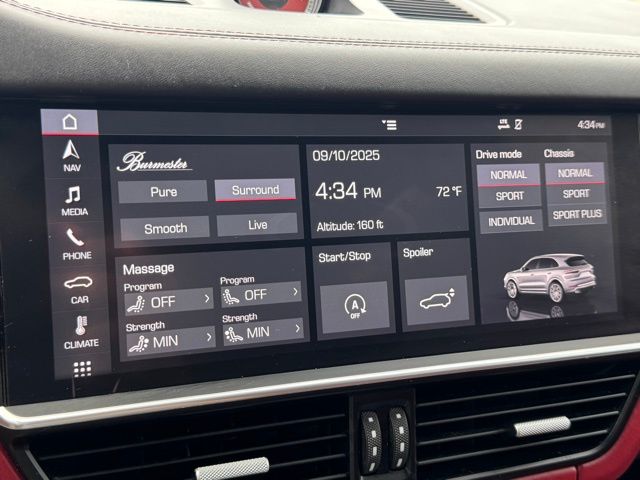 LTE
4:34 PM
NAV
MEDIA
PHONE
CAR
CLIMATE
Burmester
Pure
Surround
Smooth
Live
09/10/2025
4:34 PM
72 °F
Altitude: 160 ft
Drive mode
NORMAL
SPORT
INDIVIDUAL
Chassis
NORMAL
SPORT
SPORT PLUS
Massage
Program
OFF
Program
OFF
Strength
MIN
Strength
MIN
Start/Stop
OFF
Spoiler